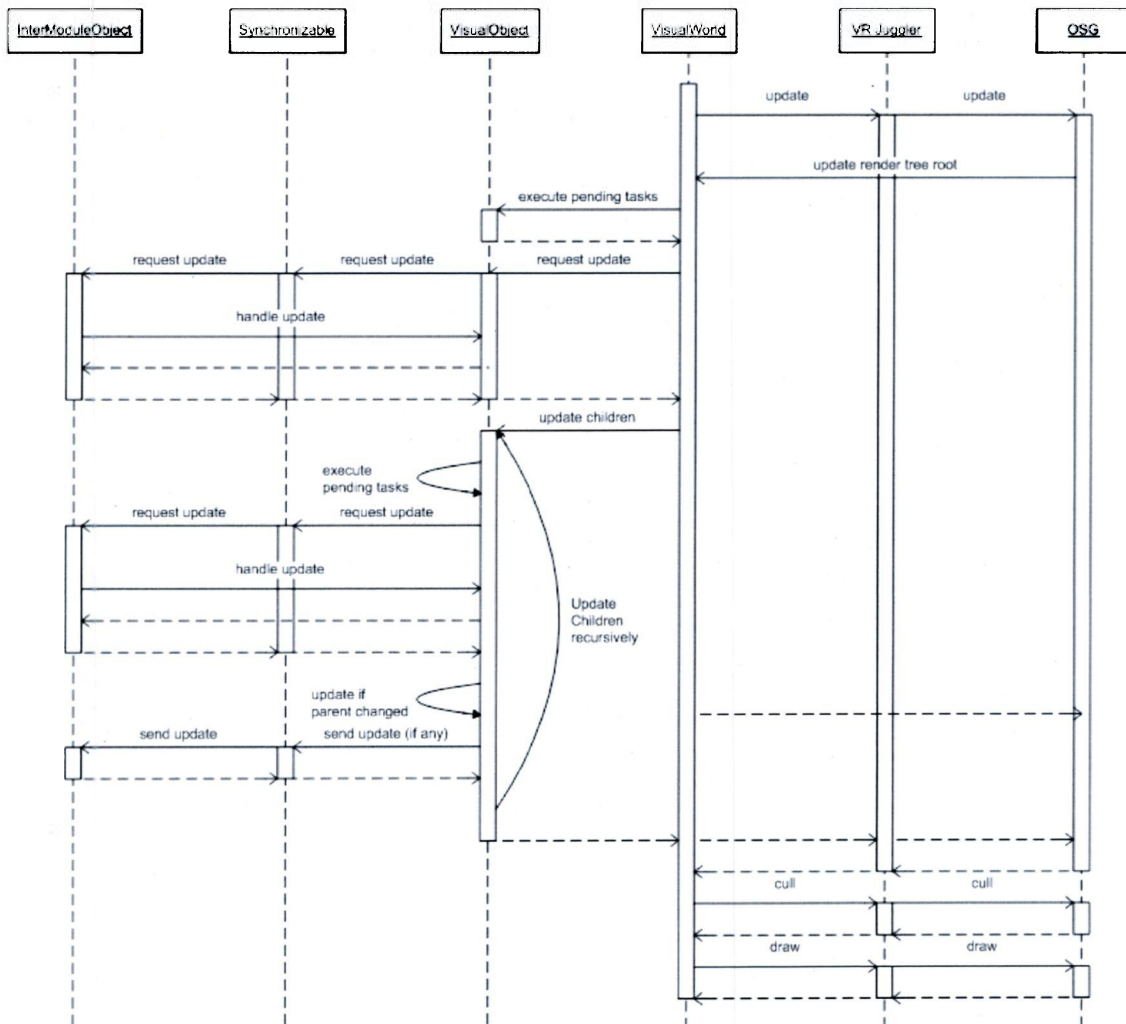 InterModuleObject
Synchronizable
VisualObject
VisualWorld
VR Juggler
OSG
update
update
update render tree root
execute pending tasks
request update
request update
request update
handle update
update children
execute
pending tasks
request update
request update
handle update
Update
Children
recursively
update if
parent changed
send update
send update (if any)
cull
cull
draw
draw